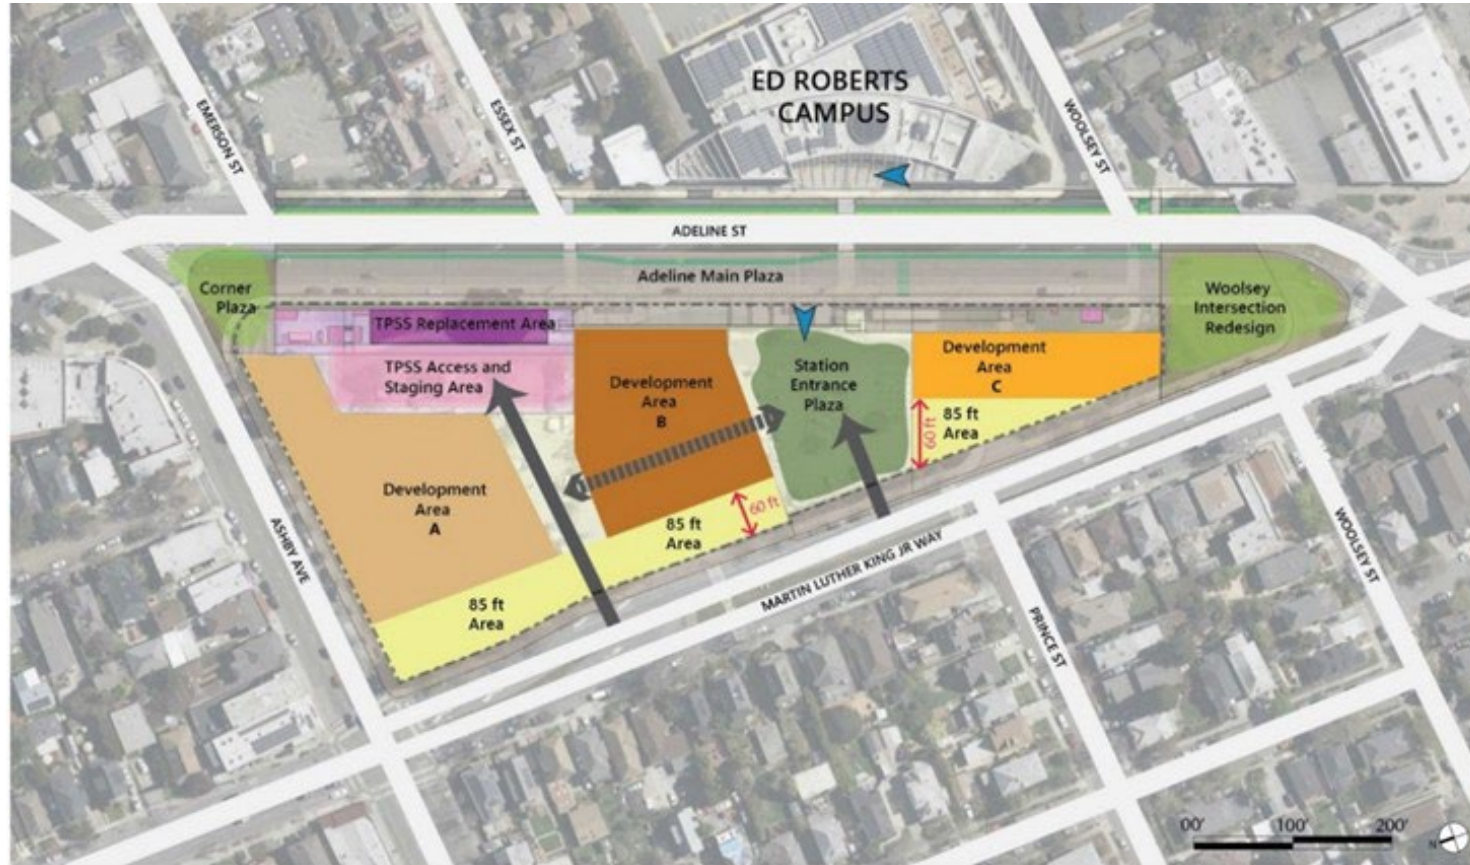 ED ROBERTS
CAMPUS
EMERSON ST
ESSEX ST
WOOLSEY ST
ADELINE ST
Adeline Main Plaza
Corner
Plaza
Woolsey
Intersection
Redesign
TPSS Replacement Area
TPSS Access and
Staging Area
Development
Area
B
Station
Entrance
Plaza
Development
Area
C
85 ft
Area
60 ft
Development
Area
A
85 ft
Area
60 ft
85 ft
Area
ASHBY AVE
MARTIN LUTHER KING JR WAY
PRINCE ST
WOOLSEY ST
00'
100'
200'
N